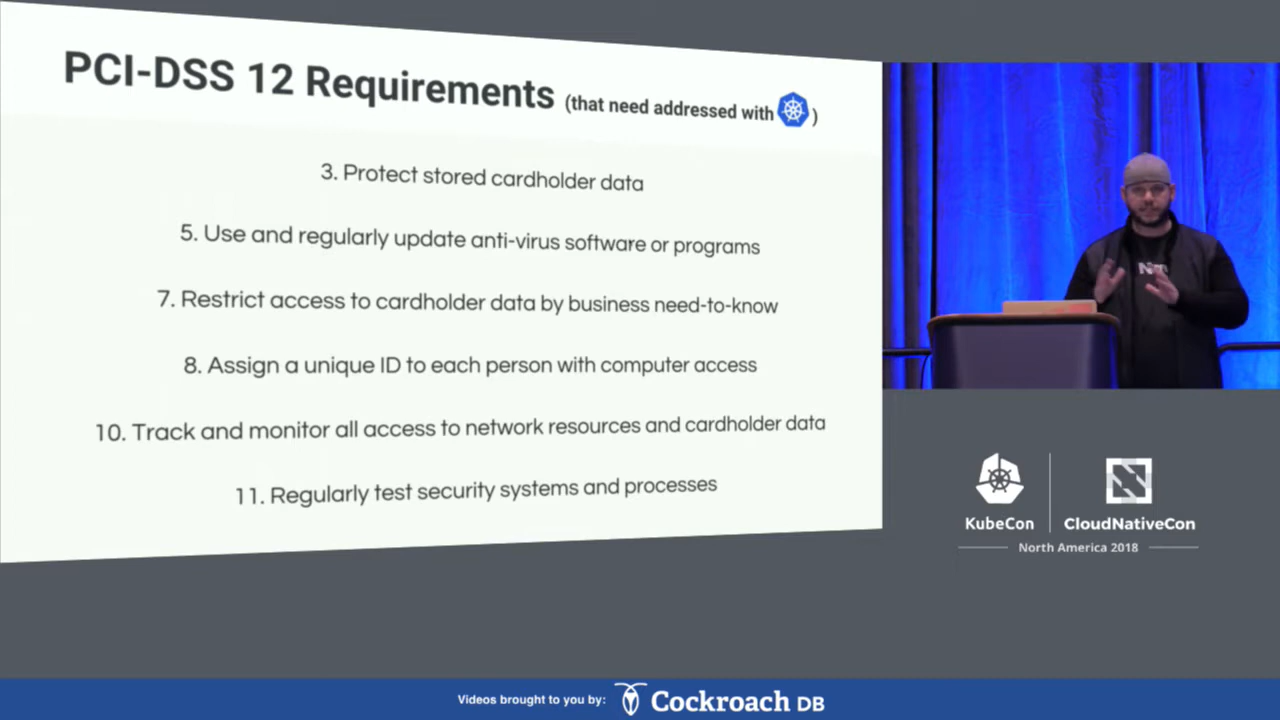 PCI-DSS 12 Requirements (that need addressed with )
3. Protect stored cardholder data
5. Use and regularly update anti-virus software or programs
7. Restrict access to cardholder data by business need-to-know
8. Assign a unique ID to each person with computer access
10. Track and monitor all access to network resources and cardholder data
11. Regularly test security systems and processes
KubeCon
CloudNativeCon
North America 2018
Videos brought to you by:
Cockroach DB